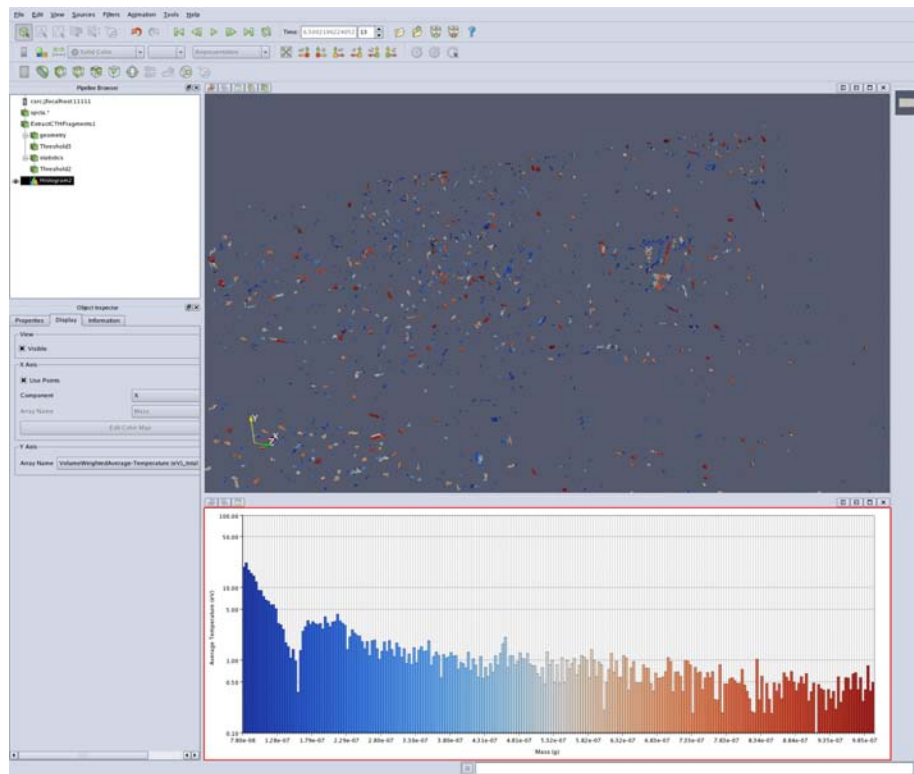 File Edit View Sources Filters Animation Tools Help
Time: 13
Solid Color
Representation
Pipeline Browser
spcta.*
ExtractCTHFragments1
geometry
Threshold3
statistics
Threshold2
Histogram2
Object Inspector
Properties Display Information
View
Visible
X Axis
Use Points
Component X
Array Name Mass
Edit Color Map
Y Axis
Array Name VolumeWeightedAverage-Temperature (eV)_total
Y
X
Z
100.00
50.00
10.00
5.00
1.00
0.50
0.10
Average Temperature (eV)
7.80e-08 1.28e-07 1.79e-07 2.29e-07 2.80e-07 3.30e-07 3.80e-07 4.31e-07 4.81e-07 5.32e-07 5.82e-07 6.32e-07 6.83e-07 7.33e-07 7.83e-07 8.34e-07 8.84e-07 9.35e-07 9.85e-07
Mass (g)